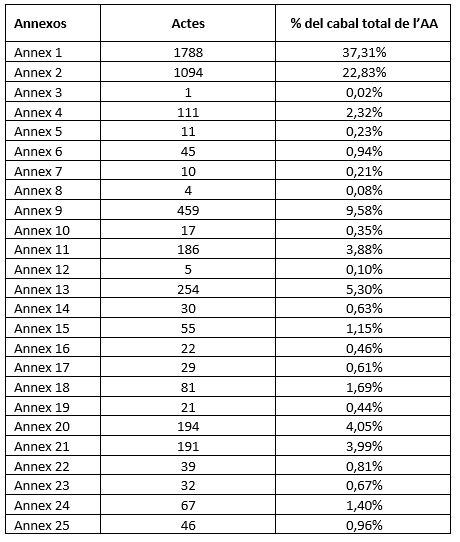 Annexos Actes % del cabal total de l’AA
Annex 1 1788 37,31%
Annex 2 1094 22,83%
Annex 3 1 0,02%
Annex 4 111 2,32%
Annex 5 11 0,23%
Annex 6 45 0,94%
Annex 7 10 0,21%
Annex 8 4 0,08%
Annex 9 459 9,58%
Annex 10 17 0,35%
Annex 11 186 3,88%
Annex 12 5 0,10%
Annex 13 254 5,30%
Annex 14 30 0,63%
Annex 15 55 1,15%
Annex 16 22 0,46%
Annex 17 29 0,61%
Annex 18 81 1,69%
Annex 19 21 0,44%
Annex 20 194 4,05%
Annex 21 191 3,99%
Annex 22 39 0,81%
Annex 23 32 0,67%
Annex 24 67 1,40%
Annex 25 46 0,96%